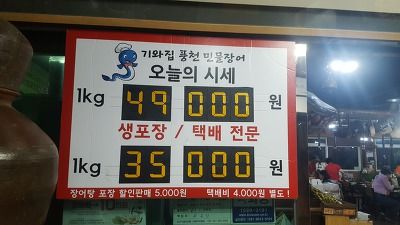 기와집 풍천 민물장어
오늘의 시세
1kg 49 000 원
생포장 / 택배 전문
1kg 35 000 원
장어탕 포장 할인판매 5.000원 택배비 4.000원 별도!